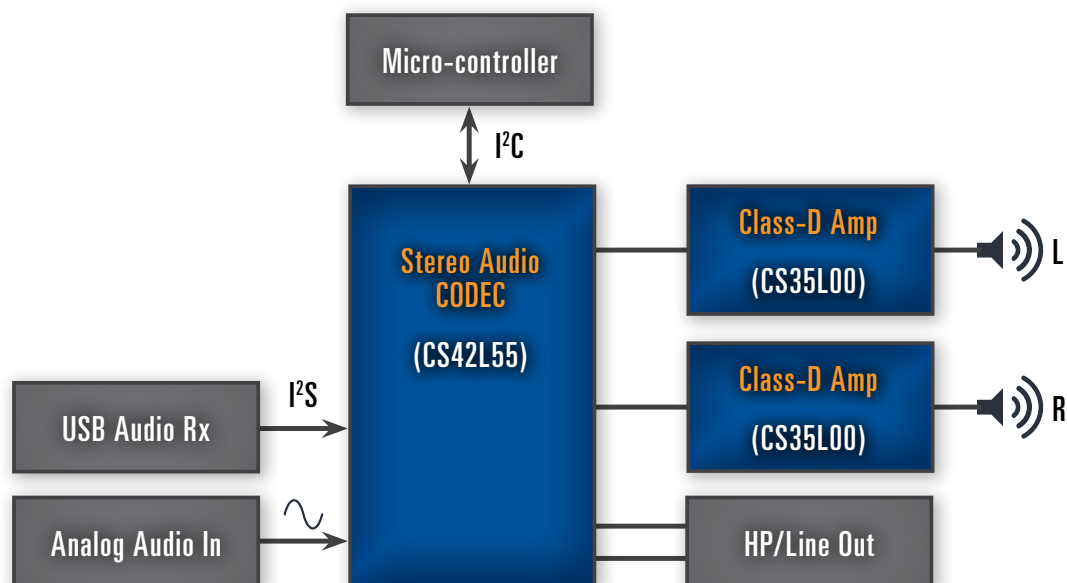 Micro-controller
I²C
Stereo Audio
CODEC
(CS42L55)
Class-D Amp
(CS35L00)
L
Class-D Amp
(CS35L00)
R
USB Audio Rx
I²S
Analog Audio In
HP/Line Out